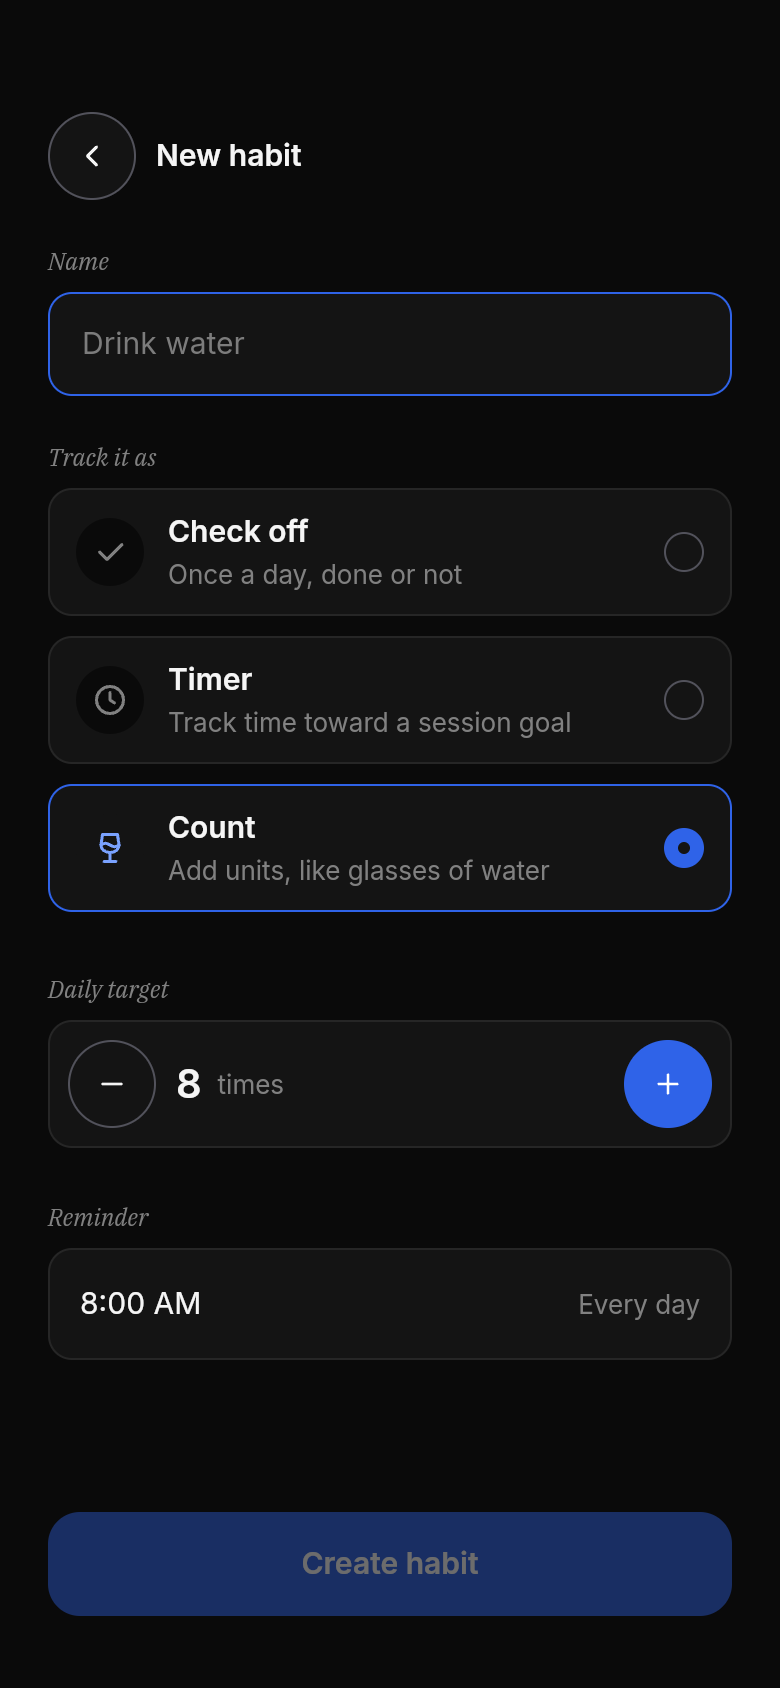 New habit
Name
Drink water
Track it as
Check off
Once a day, done or not
Timer
Track time toward a session goal
Count
Add units, like glasses of water
Daily target
8 times
Reminder
8:00 AM Every day
Create habit